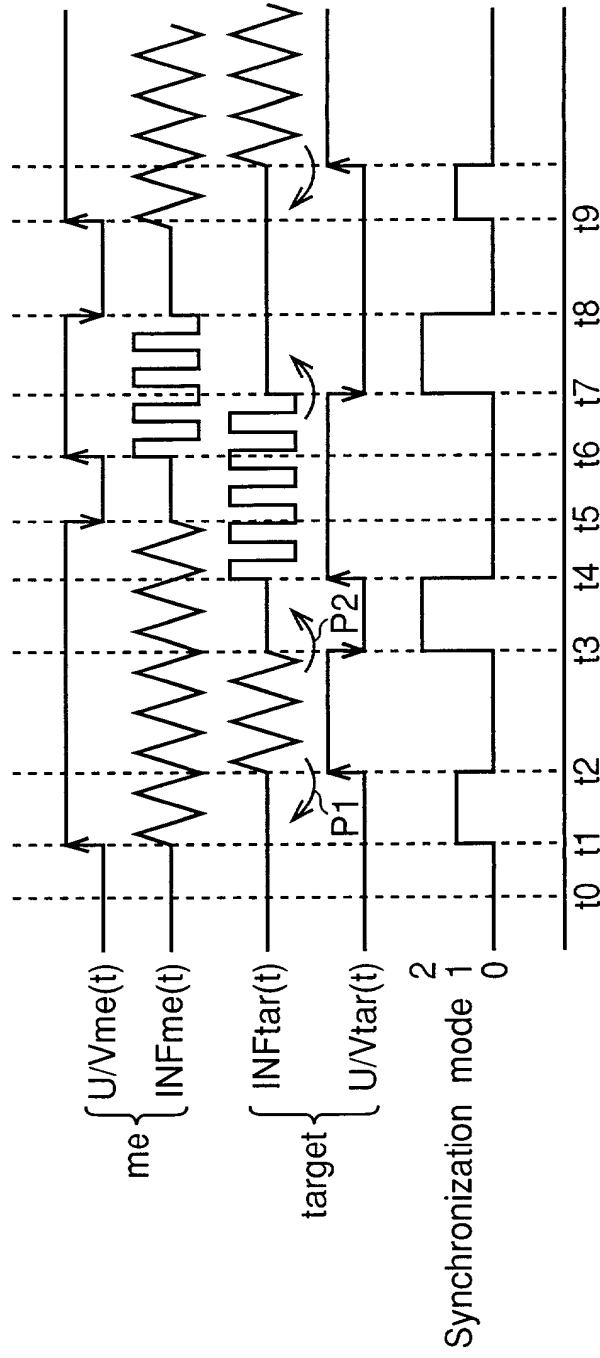 me
U/Vme(t)
INFme(t)
target
INFtar(t)
U/Vtar(t)
P1
P2
Synchronization mode
2
1
0
t0 t1 t2 t3 t4 t5 t6 t7 t8 t9